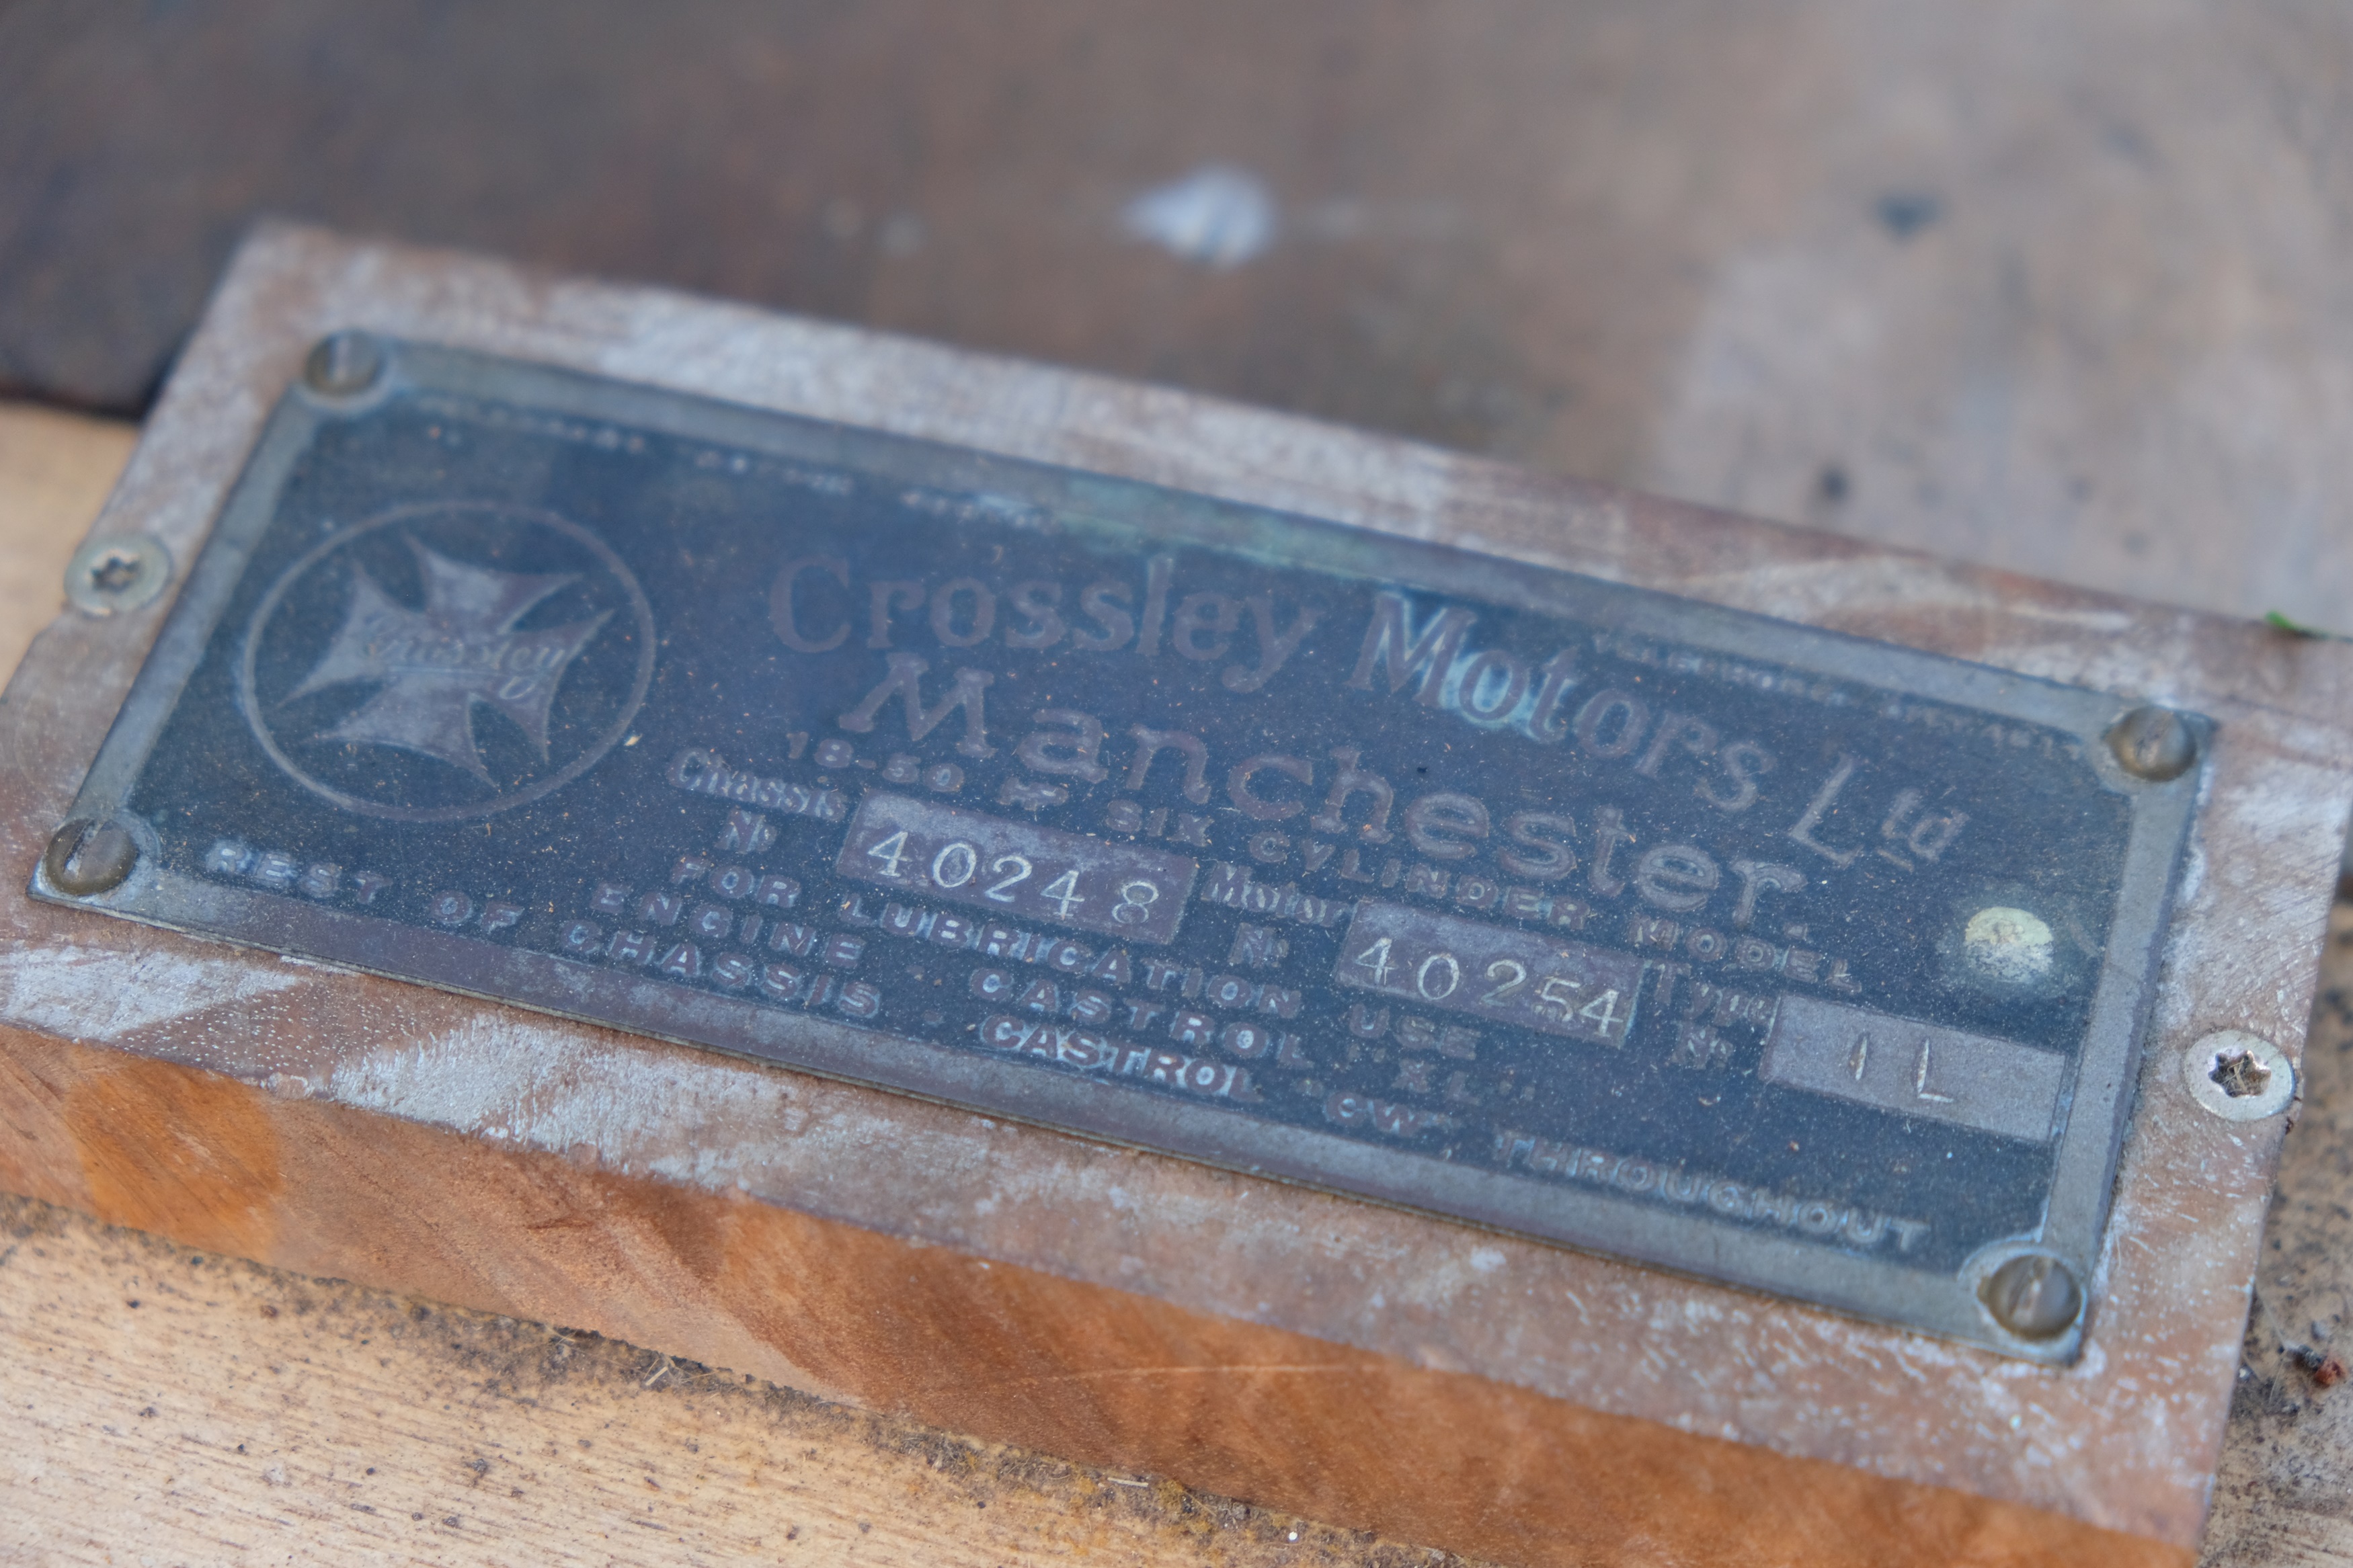 Crossley
Crossley Motors Ltd
Manchester.
18-50 HP SIX CYLINDER MODEL
Chassis No 40248 Motor No 40254 Type No 1L
FOR LUBRICATION USE
ENGINE CASTROL "XL"
REST OF CHASSIS - CASTROL "CW" THROUGHOUT